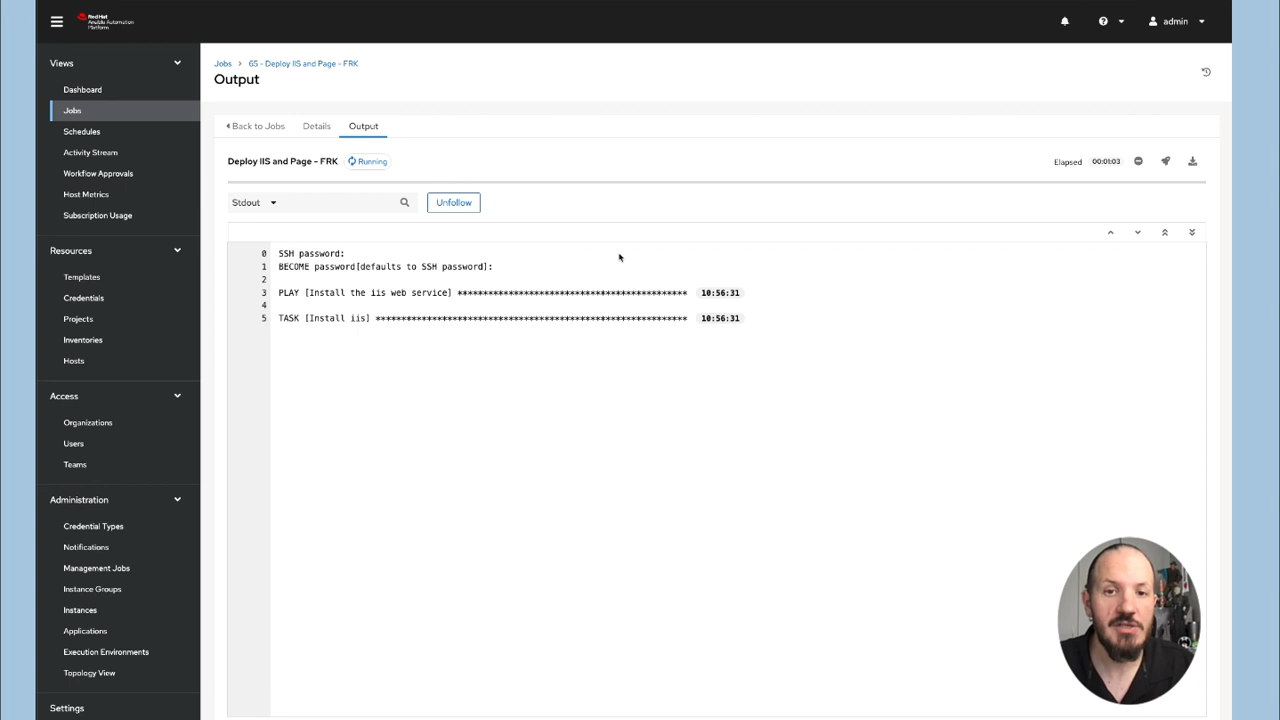 Red Hat
Ansible Automation
Platform
admin
Views
Dashboard
Jobs
Schedules
Activity Stream
Workflow Approvals
Host Metrics
Subscription Usage
Resources
Templates
Credentials
Projects
Inventories
Hosts
Access
Organizations
Users
Teams
Administration
Credential Types
Notifications
Management Jobs
Instance Groups
Instances
Applications
Execution Environments
Topology View
Settings
Jobs > 65 - Deploy IIS and Page - FRK
Output
Back to Jobs Details Output
Deploy IIS and Page - FRK Running Elapsed 00:01:03
Stdout Unfollow
0 SSH password:
1 BECOME password[defaults to SSH password]:
2
3 PLAY [Install the iis web service] ********************************************* 10:56:31
4
5 TASK [Install iis] ************************************************************* 10:56:31